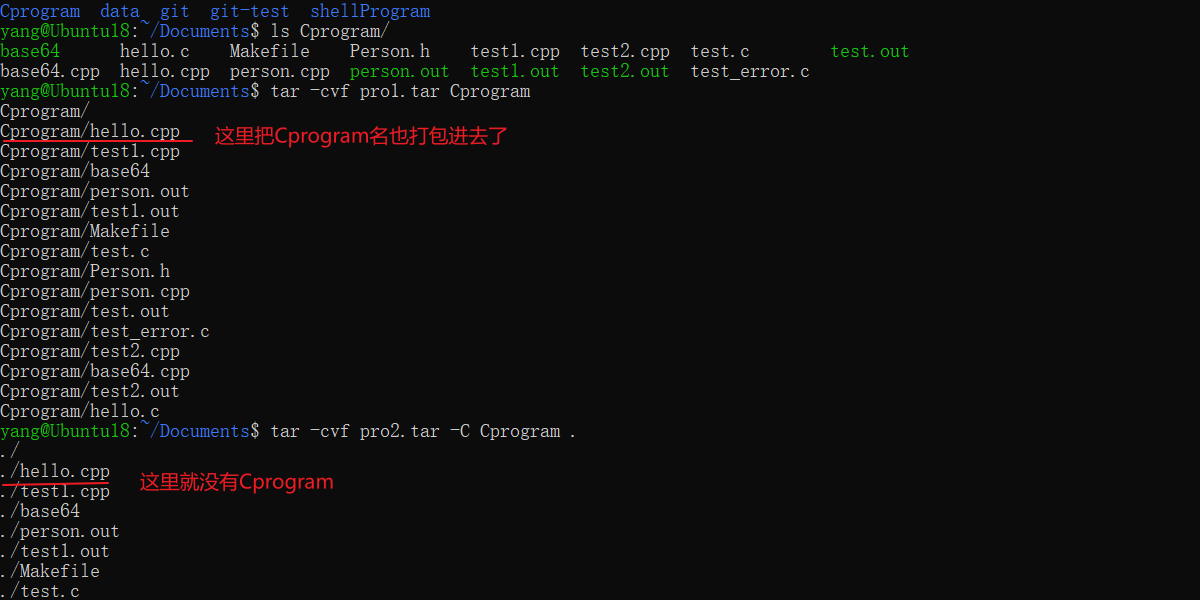 Cprogram  data  git  git-test  shellProgram
yang@Ubuntu18:~/Documents$ ls Cprogram/
base64      hello.c    Makefile    Person.h    test1.cpp  test2.cpp  test.c        test.out
base64.cpp  hello.cpp  person.cpp  person.out  test1.out  test2.out  test_error.c
yang@Ubuntu18:~/Documents$ tar -cvf pro1.tar Cprogram
Cprogram/
Cprogram/hello.cpp 这里把Cprogram名也打包进去了
Cprogram/test1.cpp
Cprogram/base64
Cprogram/person.out
Cprogram/test1.out
Cprogram/Makefile
Cprogram/test.c
Cprogram/Person.h
Cprogram/person.cpp
Cprogram/test.out
Cprogram/test_error.c
Cprogram/test2.cpp
Cprogram/base64.cpp
Cprogram/test2.out
Cprogram/hello.c
yang@Ubuntu18:~/Documents$ tar -cvf pro2.tar -C Cprogram .
./
./hello.cpp 这里就没有Cprogram
./test1.cpp
./base64
./person.out
./test1.out
./Makefile
./test.c